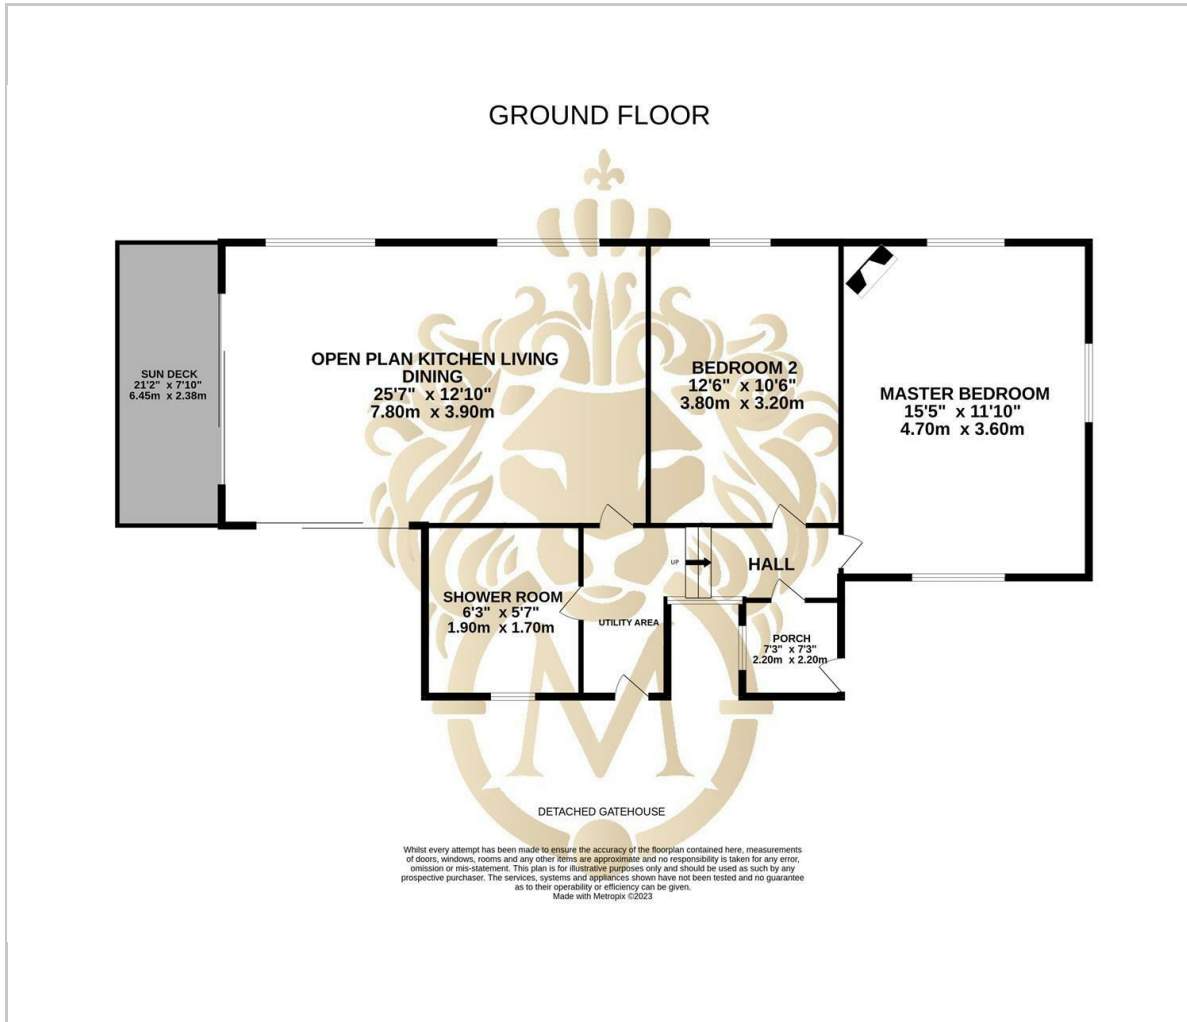 GROUND FLOOR
OPEN PLAN KITCHEN LIVING
DINING
25'7" x 12'10"
7.80m x 3.90m
BEDROOM 2
12'6" x 10'6"
3.80m x 3.20m
SUN DECK
21'2" x 7'10"
6.45m x 2.38m
MASTER BEDROOM
15'5" x 11'10"
4.70m x 3.60m
UP
HALL
SHOWER ROOM
6'3" x 5'7"
1.90m x 1.70m
UTILITY AREA
PORCH
7'3" x 7'3"
2.20m x 2.20m
M
DETACHED GATEHOUSE
Whilst every attempt has been made to ensure the accuracy of the floorplan contained here, measurements
of doors, windows, rooms and any other items are approximate and no responsibility is taken for any error,
omission or mis-statement. This plan is for illustrative purposes only and should be used as such by any
prospective purchaser. The services, systems and appliances shown have not been tested and no guarantee
as to their operability or efficiency can be given.
Made with Metropix ©2023